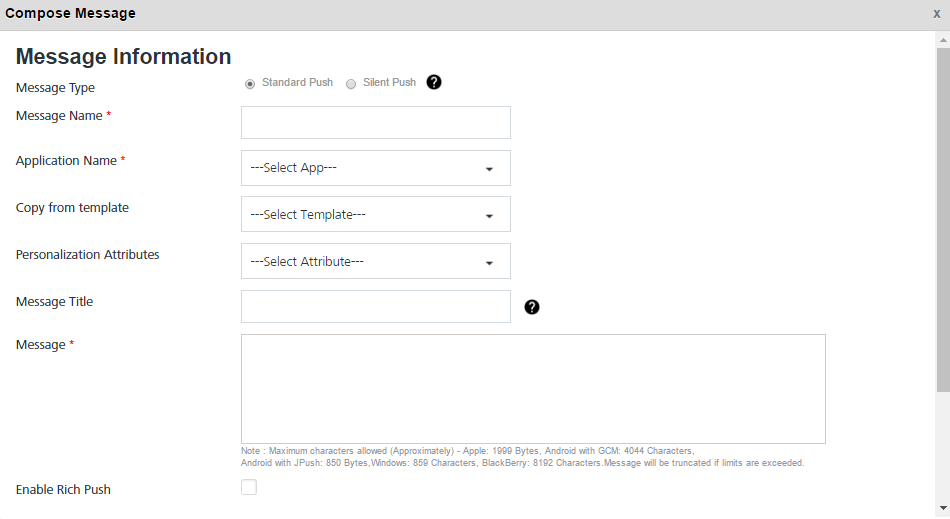 Compose Message x
Message Information
Message Type Standard Push Silent Push ?
Message Name *
Application Name * ---Select App---
Copy from template ---Select Template---
Personalization Attributes ---Select Attribute---
Message Title ?
Message *
Note : Maximum characters allowed (Approximately) - Apple: 1999 Bytes, Android with GCM: 4044 Characters,
Android with JPush: 850 Bytes,Windows: 859 Characters, BlackBerry: 8192 Characters.Message will be truncated if limits are exceeded.
Enable Rich Push